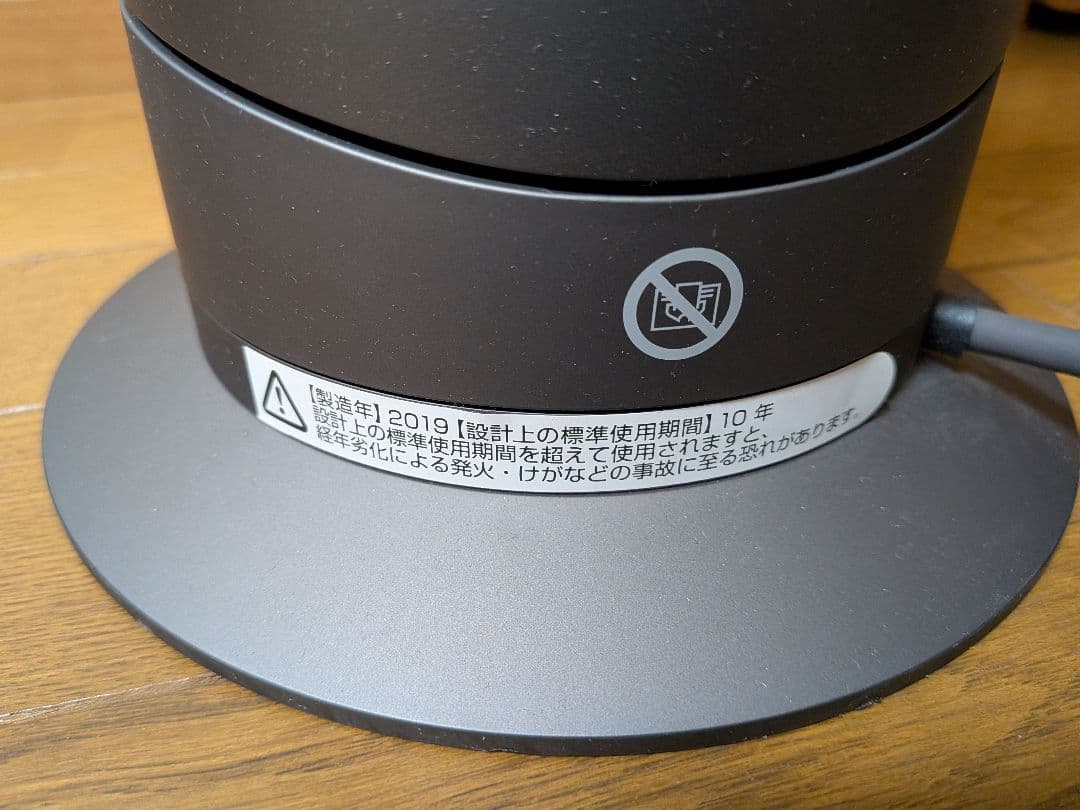 【製造年】2019【設計上の標準使用期間】10年
設計上の標準使用期間を超えて使用されますと、
経年劣化による発火・けがなどの事故に至る恐れがあります。